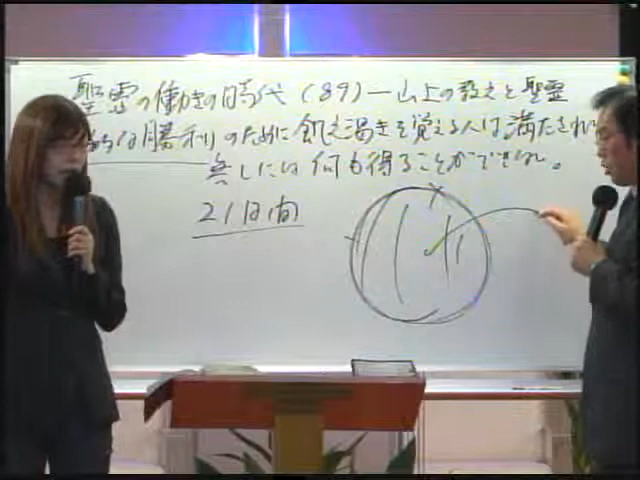 聖霊の働きの時代(89)―山上の教えと聖霊
勝利のために飢え渇きを覚える人は満たされ
無しには何も得ることができない。
21日間